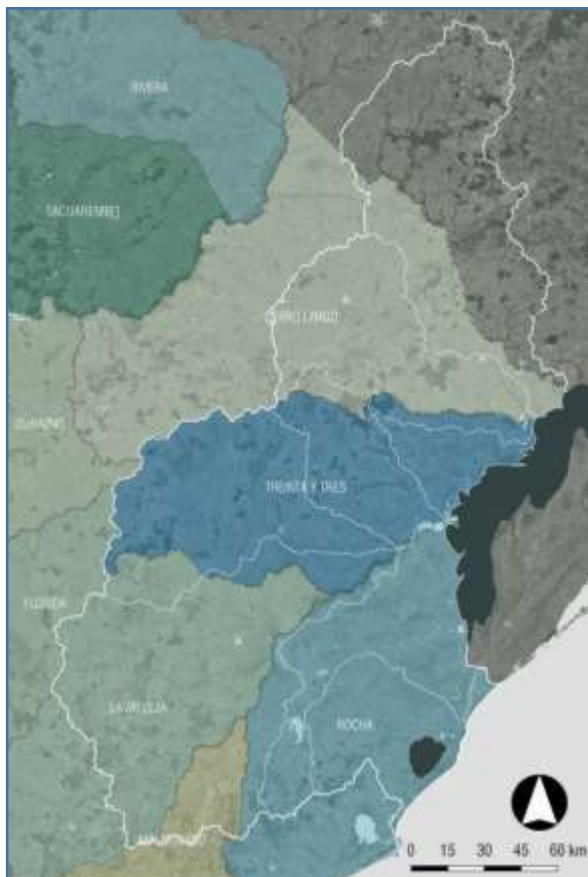 RIVERA
TACUAREMBÓ
CERRO LARGO
DURAZNO
TREINTA Y TRES
FLORIDA
LAVALLEJA
ROCHA
MALDONADO
0 15 30 45 60 km